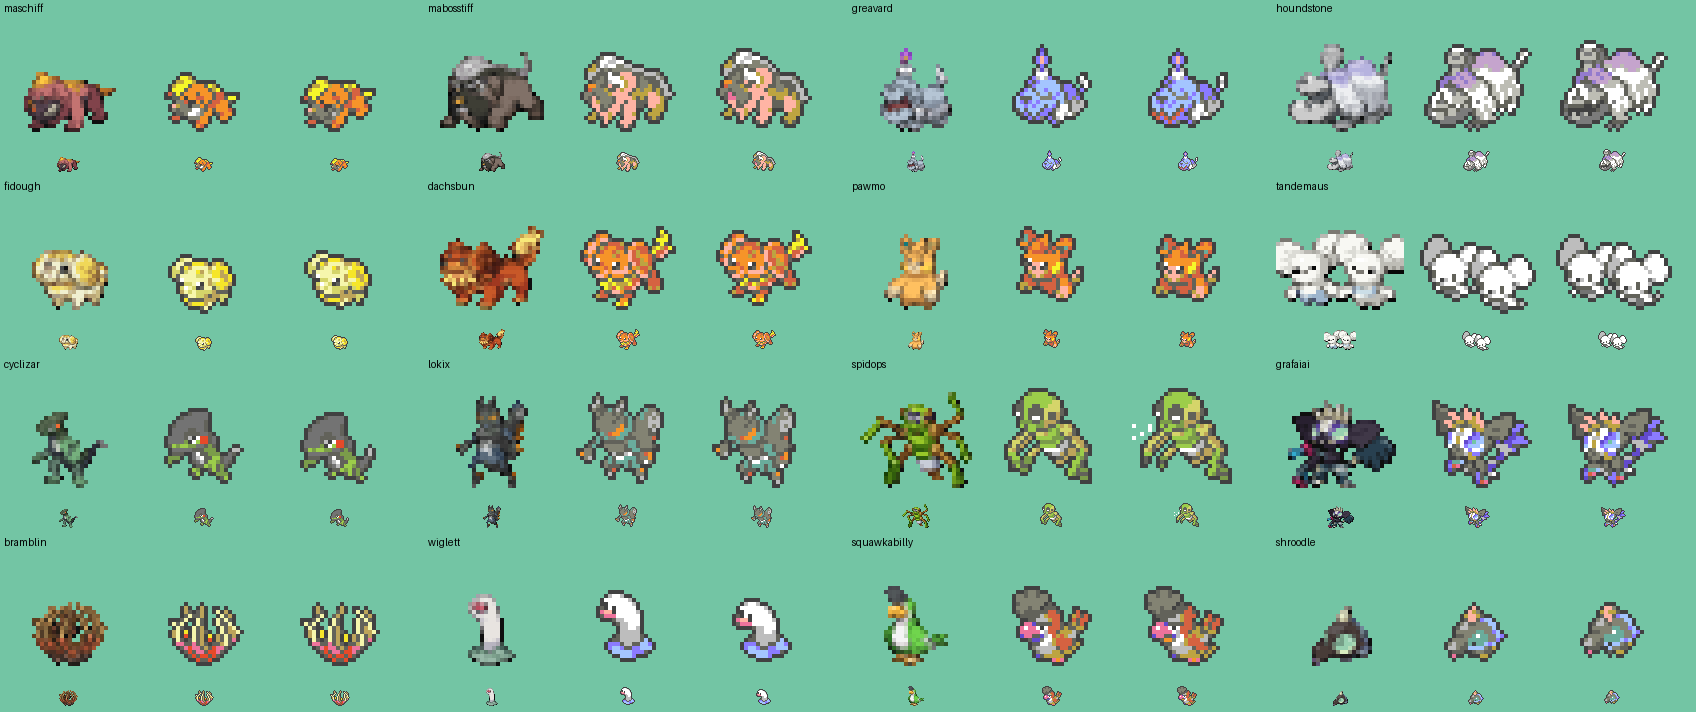 maschiff
mabosstiff
greavard
houndstone
fidough
dachsbun
pawmo
tandemaus
cyclizar
lokix
spidops
grafaiai
bramblin
wiglett
squawkabilly
shroodle